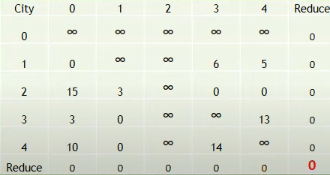 City 0 1 2 3 4 Reduce
0 ∞ ∞ ∞ ∞ ∞ 0
1 0 ∞ ∞ 6 5 0
2 15 3 ∞ 0 0 0
3 3 0 ∞ ∞ 13 0
4 10 0 ∞ 14 ∞ 0
Reduce 0 0 0 0 0 0